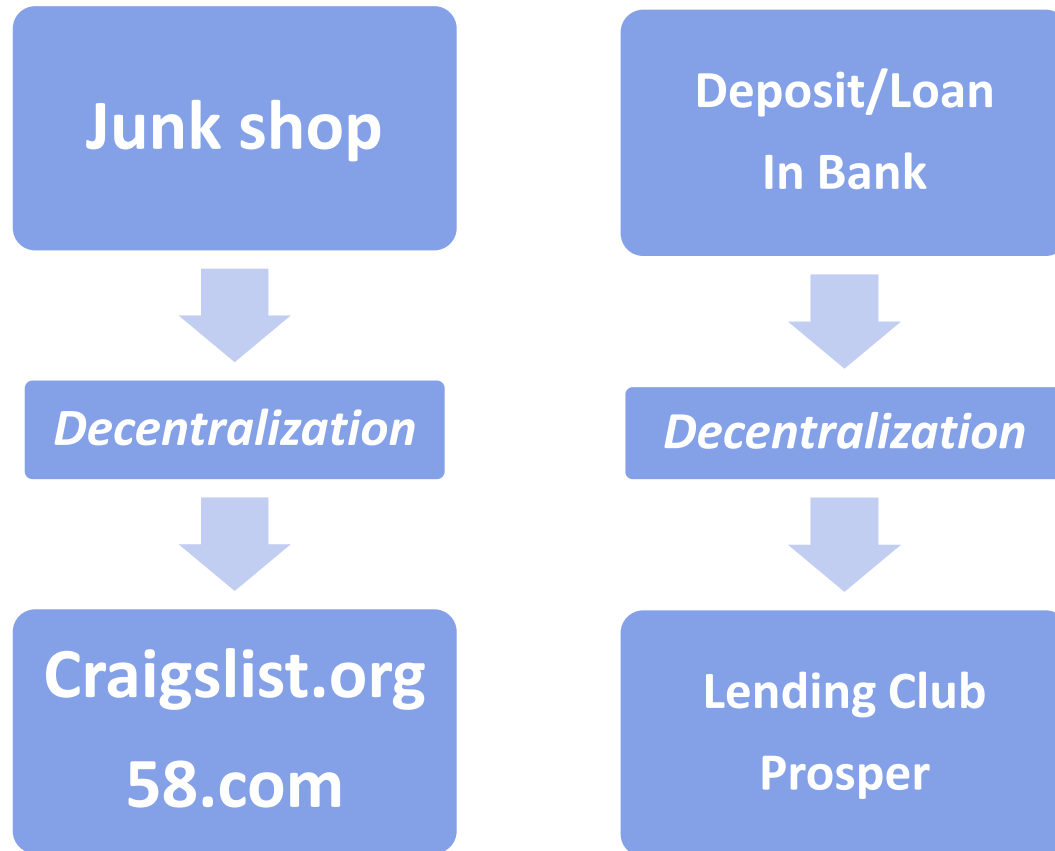 Junk shop
Decentralization
Craigslist.org
58.com
Deposit/Loan
In Bank
Decentralization
Lending Club
Prosper